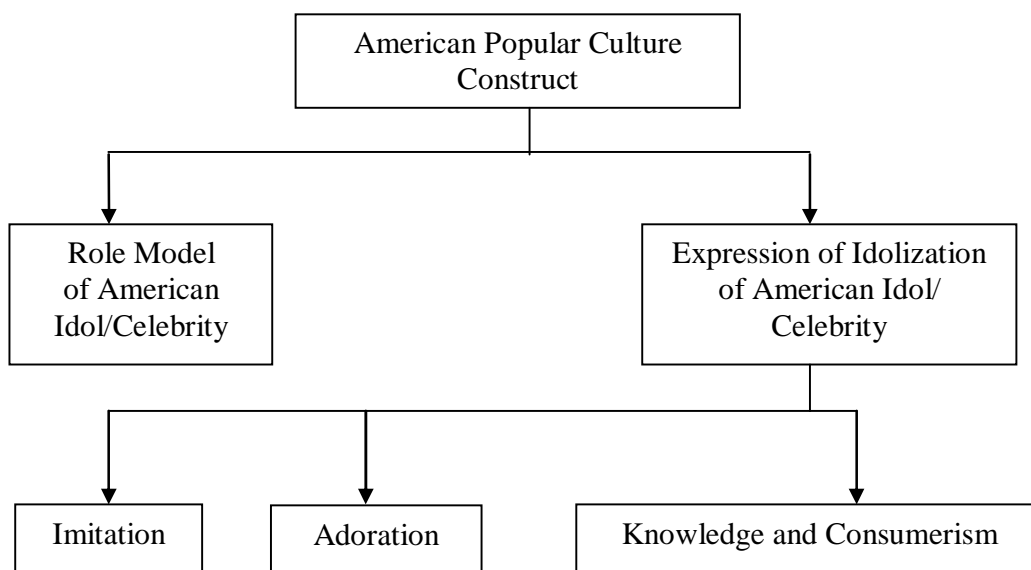 American Popular Culture
Construct
Role Model
of American
Idol/Celebrity
Expression of Idolization
of American Idol/
Celebrity
Imitation
Adoration
Knowledge and Consumerism